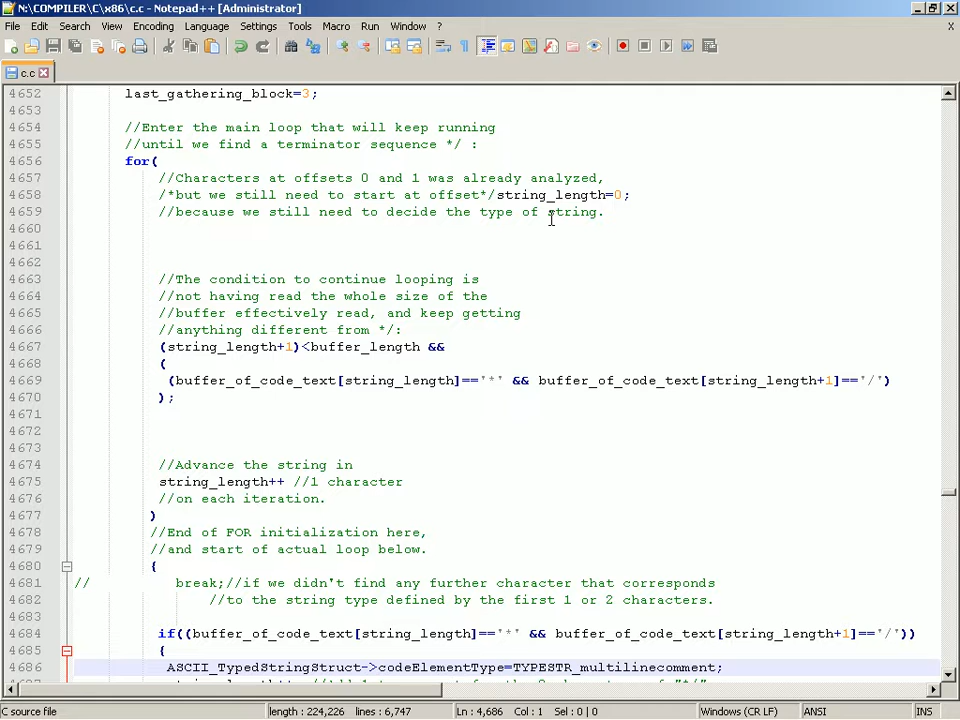 N:\COMPILER\C\x86\c.c - Notepad++ [Administrator]
File Edit Search View Encoding Language Settings Tools Macro Run Window ?
X
c.c
4652 last_gathering_block=3;
4653
4654 //Enter the main loop that will keep running
4655 //until we find a terminator sequence */ :
4656 for(
4657 //Characters at offsets 0 and 1 was already analyzed,
4658 /*but we still need to start at offset*/string_length=0;
4659 //because we still need to decide the type of string.
4660
4661
4662
4663 //The condition to continue looping is
4664 //not having read the whole size of the
4665 //buffer effectively read, and keep getting
4666 //anything different from */:
4667 (string_length+1)<buffer_length &&
4668 (
4669 (buffer_of_code_text[string_length]=='*' && buffer_of_code_text[string_length+1]=='/')
4670 );
4671
4672
4673
4674 //Advance the string in
4675 string_length++ //1 character
4676 //on each iteration.
4677 )
4678 //End of FOR initialization here,
4679 //and start of actual loop below.
4680 {
4681 // break;//if we didn't find any further character that corresponds
4682 //to the string type defined by the first 1 or 2 characters.
4683
4684 if((buffer_of_code_text[string_length]=='*' && buffer_of_code_text[string_length+1]=='/'))
4685 {
4686 ASCII_TypedStringStruct->codeElementType=TYPESTR_multilinecomment;
C source file length : 224,226 lines : 6,747 Ln : 4,686 Col : 1 Sel : 0 | 0 Windows (CR LF) ANSI INS